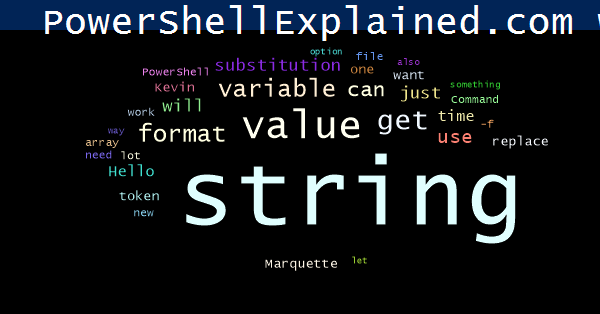 PowerShellExplained.com w
option
file
also
substitution
PowerShell
one
want
Kevin
variable can
just
something
Command
will
work
format
value
get
time
-f
way
array
use
replace
need lot
Hello
string
token
new
Marquette
let